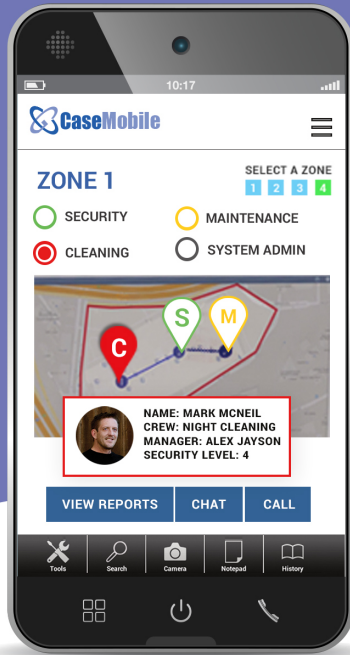 10:17
CaseMobile
ZONE 1
SELECT A ZONE
1 2 3 4
SECURITY
MAINTENANCE
CLEANING
SYSTEM ADMIN
C
S
M
NAME: MARK MCNEIL
CREW: NIGHT CLEANING
MANAGER: ALEX JAYSON
SECURITY LEVEL: 4
VIEW REPORTS CHAT CALL
Tools Search Camera Notepad History